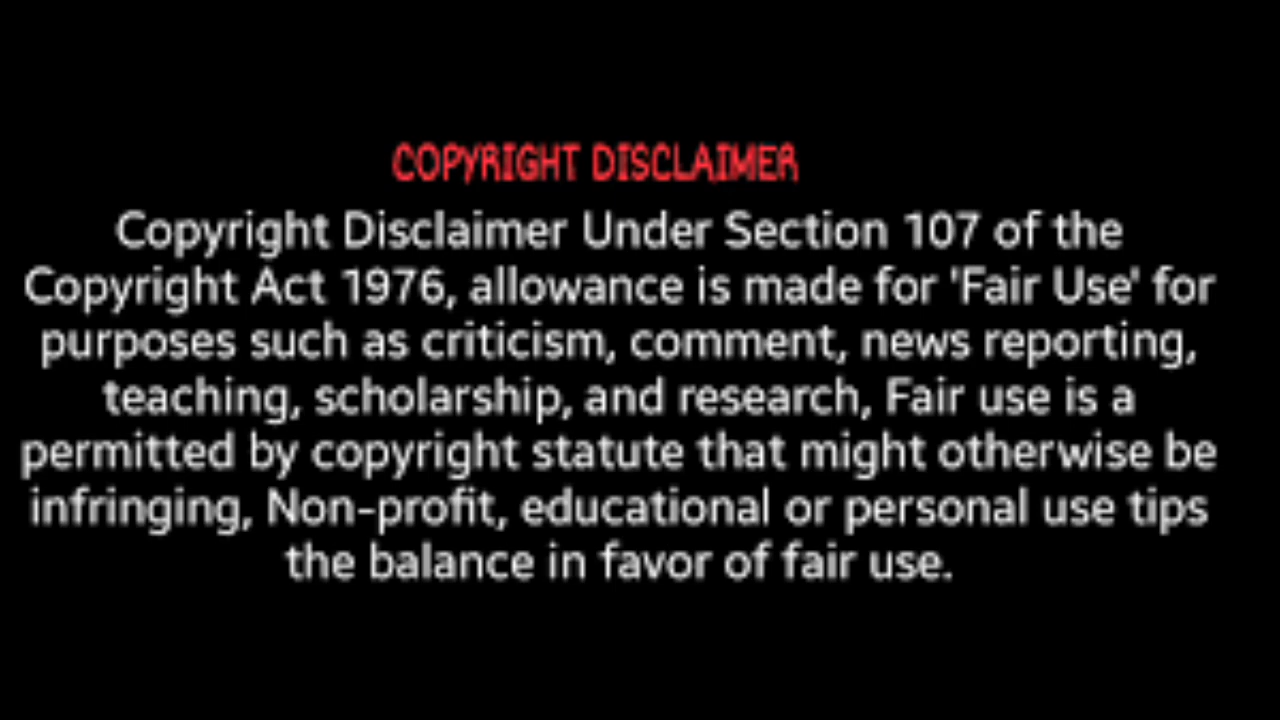 COPYRIGHT DISCLAIMER
Copyright Disclaimer Under Section 107 of the
Copyright Act 1976, allowance is made for 'Fair Use' for
purposes such as criticism, comment, news reporting,
teaching, scholarship, and research, Fair use is a
permitted by copyright statute that might otherwise be
infringing, Non-profit, educational or personal use tips
the balance in favor of fair use.